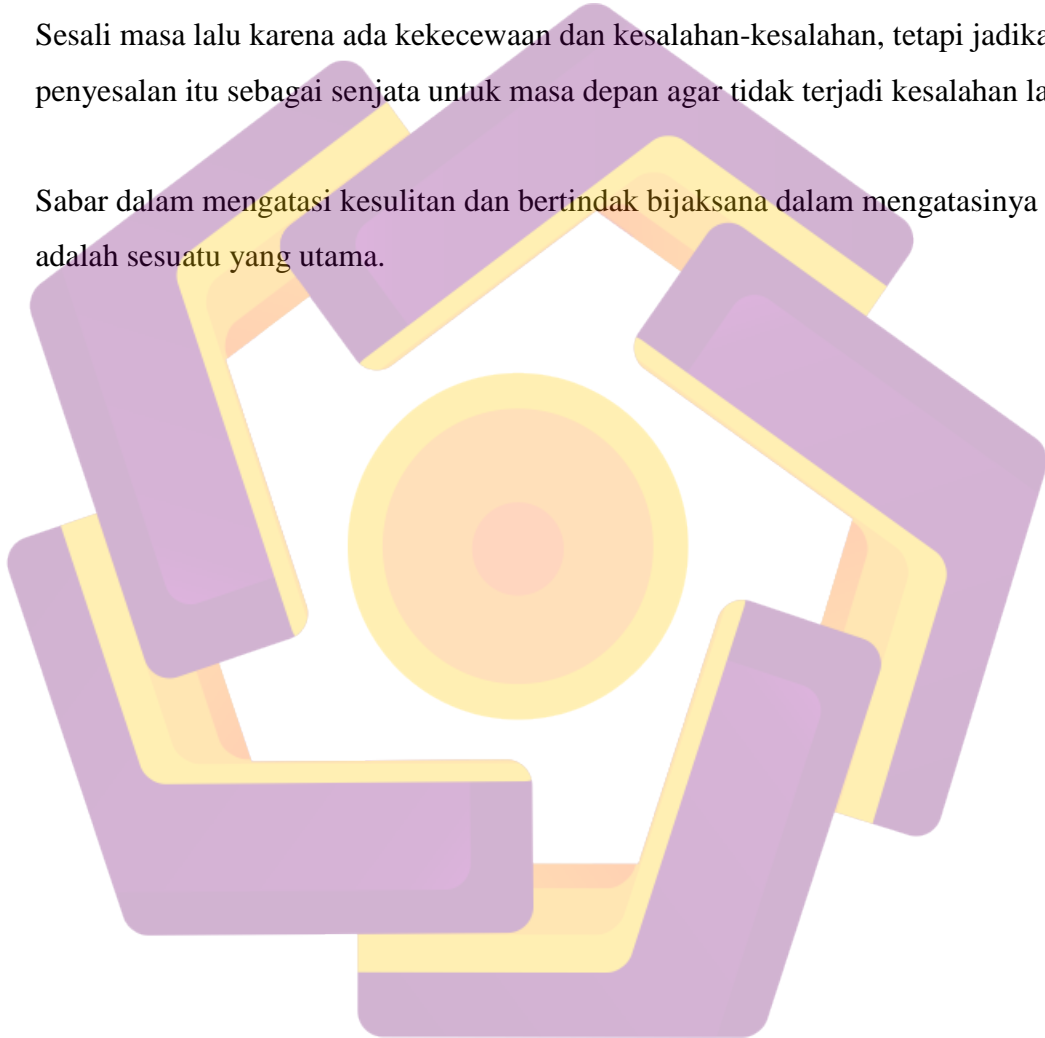 Sesali masa lalu karena ada kekecewaan dan kesalahan-kesalahan, tetapi
penyesalan itu sebagai senjata untuk masa depan agar tidak terjadi kesalahan
Sabar dalam mengatasi kesulitan dan bertindak bijaksana dalam mengatasinya
adalah sesuatu yang utama.